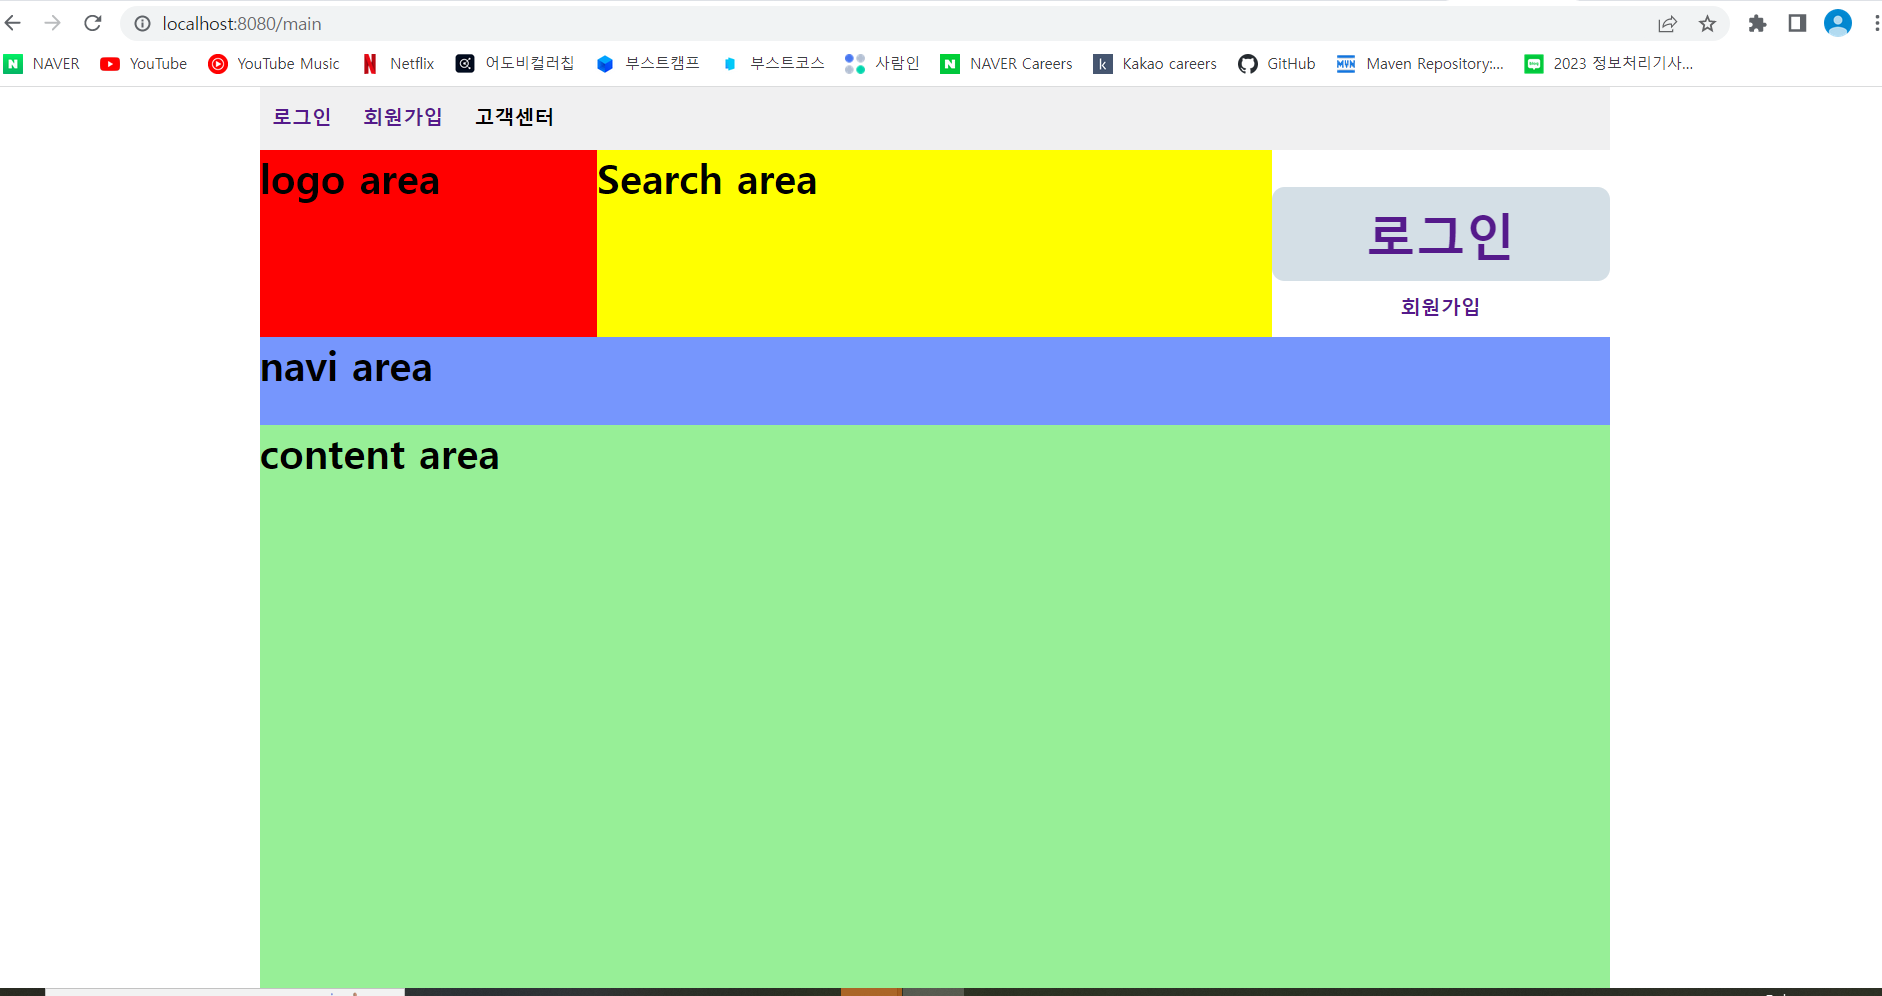 localhost:8080/main
NAVER YouTube YouTube Music Netflix 어도비컬러칩 부스트캠프 부스트코스 사람인 NAVER Careers Kakao careers GitHub Maven Repository:... 2023 정보처리기사...
로그인 회원가입 고객센터
logo area Search area
로그인
회원가입
navi area
content area